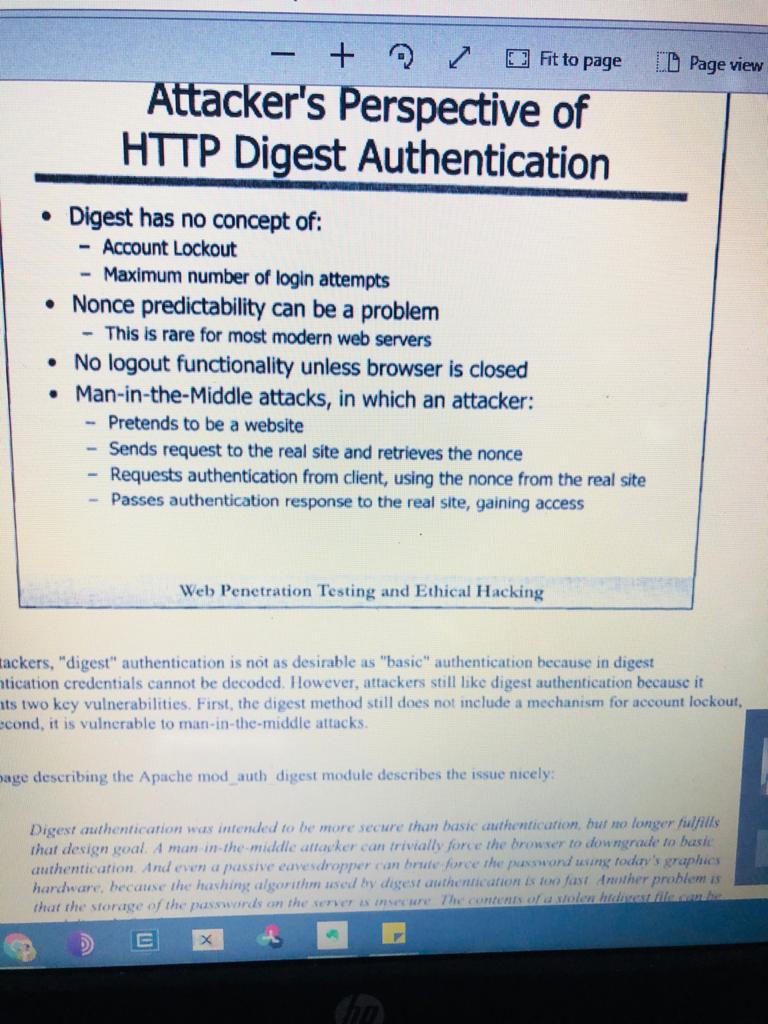 Fit to page
Page view
Attacker's Perspective of
HTTP Digest Authentication
• Digest has no concept of:
– Account Lockout
– Maximum number of login attempts
• Nonce predictability can be a problem
– This is rare for most modern web servers
• No logout functionality unless browser is closed
• Man-in-the-Middle attacks, in which an attacker:
– Pretends to be a website
– Sends request to the real site and retrieves the nonce
– Requests authentication from client, using the nonce from the real site
– Passes authentication response to the real site, gaining access
Web Penetration Testing and Ethical Hacking
tackers, "digest" authentication is not as desirable as "basic" authentication because in digest
ntication credentials cannot be decoded. However, attackers still like digest authentication because it
nts two key vulnerabilities. First, the digest method still does not include a mechanism for account lockout,
econd, it is vulnerable to man-in-the-middle attacks.
page describing the Apache mod_auth_digest module describes the issue nicely:
Digest authentication was intended to be more secure than basic authentication, but no longer fulfills
that design goal. A man-in-the-middle attacker can trivially force the browser to downgrade to basic
authentication. And even a passive eavesdropper can brute-force the password using today's graphics
hardware, because the hashing algorithm used by digest authentication is too fast. Another problem is
that the storage of the passwords on the server is insecure. The contents of a stolen htdigest file can be
hp